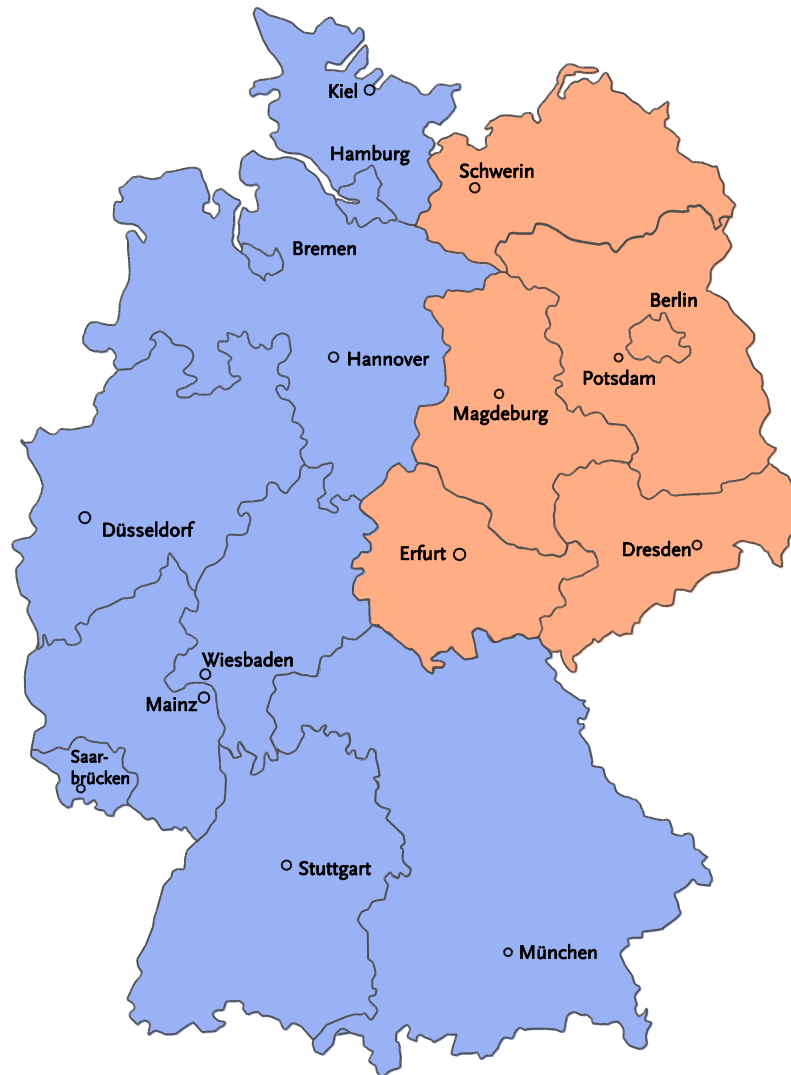 Kiel
Hamburg
Schwerin
Bremen
Berlin
Hannover
Potsdam
Magdeburg
Düsseldorf
Erfurt
Dresden
Wiesbaden
Mainz
Saar-
brücken
Stuttgart
München